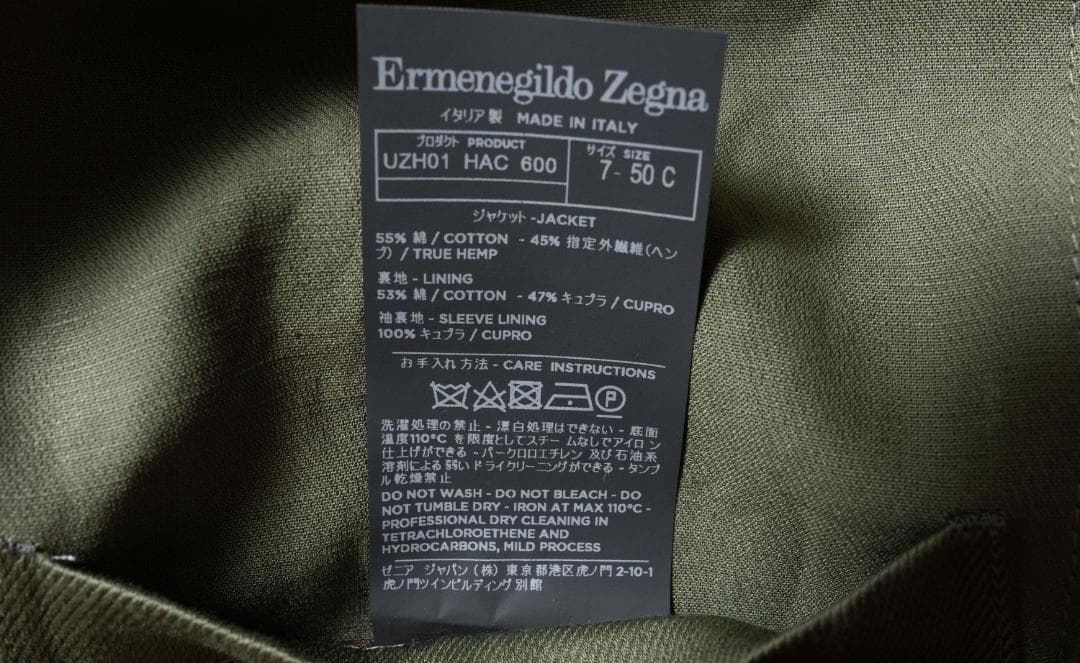 Ermenegildo Zegna
イタリア製 MADE IN ITALY
プロダクト PRODUCT
UZH01 HAC 600
サイズ SIZE
7- 50 C
ジャケット -JACKET
55% 綿 / COTTON - 45% 指定外繊維(ヘン
プ) / TRUE HEMP
裏地 - LINING
53% 綿 / COTTON - 47% キュプラ / CUPRO
袖裏地 - SLEEVE LINING
100% キュプラ / CUPRO
お手入れ方法 - CARE INSTRUCTIONS
P
洗濯処理の禁止 - 漂白処理はできない - 底面
温度110°C を限度としてスチームなしでアイロン
仕上げができる - パークロロエチレン 及び石油系
溶剤による弱いドライクリーニングができる - タンブ
ル乾燥禁止
DO NOT WASH - DO NOT BLEACH - DO
NOT TUMBLE DRY - IRON AT MAX 110°C -
PROFESSIONAL DRY CLEANING IN
TETRACHLOROETHENE AND
HYDROCARBONS, MILD PROCESS
ゼニア ジャパン (株) 東京都港区虎ノ門 2-10-1
虎ノ門ツインビルディング 別館